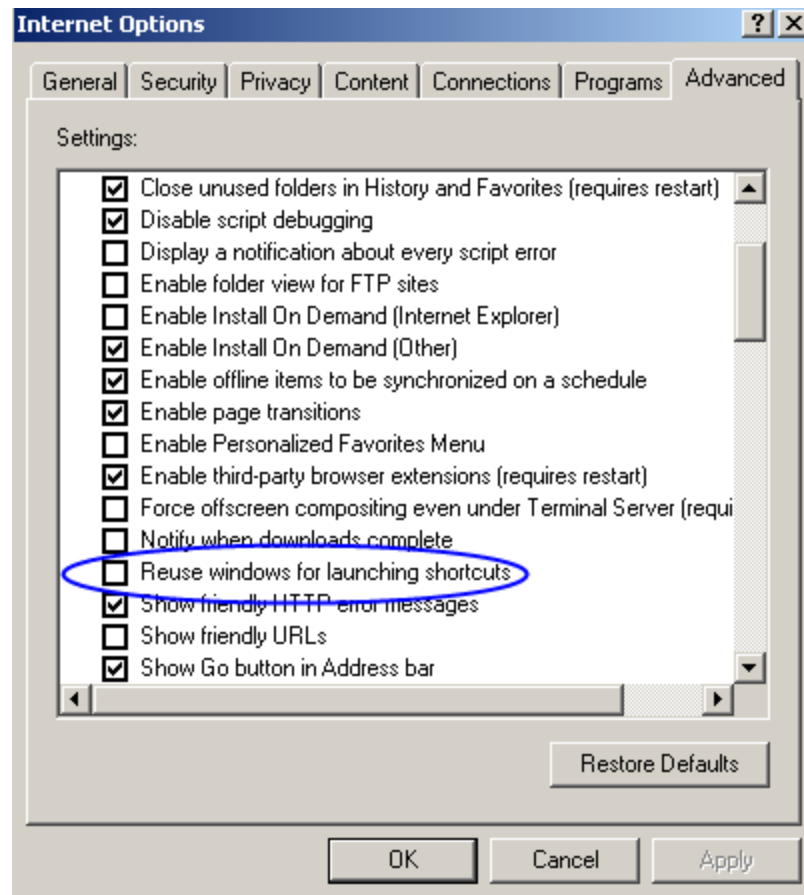 Internet Options
General Security Privacy Content Connections Programs Advanced
Settings:
Close unused folders in History and Favorites (requires restart)
Disable script debugging
Display a notification about every script error
Enable folder view for FTP sites
Enable Install On Demand (Internet Explorer)
Enable Install On Demand (Other)
Enable offline items to be synchronized on a schedule
Enable page transitions
Enable Personalized Favorites Menu
Enable third-party browser extensions (requires restart)
Force offscreen compositing even under Terminal Server (requi
Notify when downloads complete
Reuse windows for launching shortcuts
Show friendly HTTP error messages
Show friendly URLs
Show Go button in Address bar
Restore Defaults
OK Cancel Apply